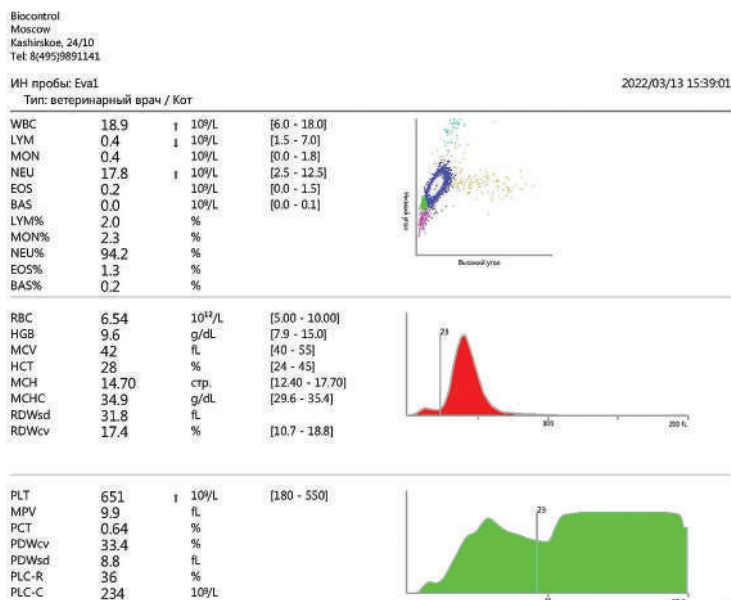 Biocontrol
Moscow
Kashirskoe, 24/10
Tel: 8(495)9891141
ИН пробы: Eva1 2022/03/13 15:39:01
Тип: ветеринарный врач / Кот
WBC 18.9 ↑ 10⁹/L [6.0 - 18.0]
LYM 0.4 ↓ 10⁹/L [1.5 - 7.0]
MON 0.4 10⁹/L [0.0 - 1.8]
NEU 17.8 ↑ 10⁹/L [2.5 - 12.5]
EOS 0.2 10⁹/L [0.0 - 1.5]
BAS 0.0 10⁹/L [0.0 - 0.1]
LYM% 2.0 %
MON% 2.3 %
NEU% 94.2 %
EOS% 1.3 %
BAS% 0.2 %
Низкий угол
Высокий угол
RBC 6.54 10¹²/L [5.00 - 10.00]
HGB 9.6 g/dL [7.9 - 15.0]
MCV 42 fL [40 - 55]
HCT 28 % [24 - 45]
MCH 14.70 стр. [12.40 - 17.70]
MCHC 34.9 g/dL [29.6 - 35.4]
RDWsd 31.8 fL
RDWcv 17.4 % [10.7 - 18.8]
23
100 200 fL
PLT 651 ↑ 10⁹/L [180 - 550]
MPV 9.9 fL
PCT 0.64 %
PDWcv 33.4 %
PDWsd 8.8 fL
PLC-R 36 %
PLC-C 234 10⁹/L
23